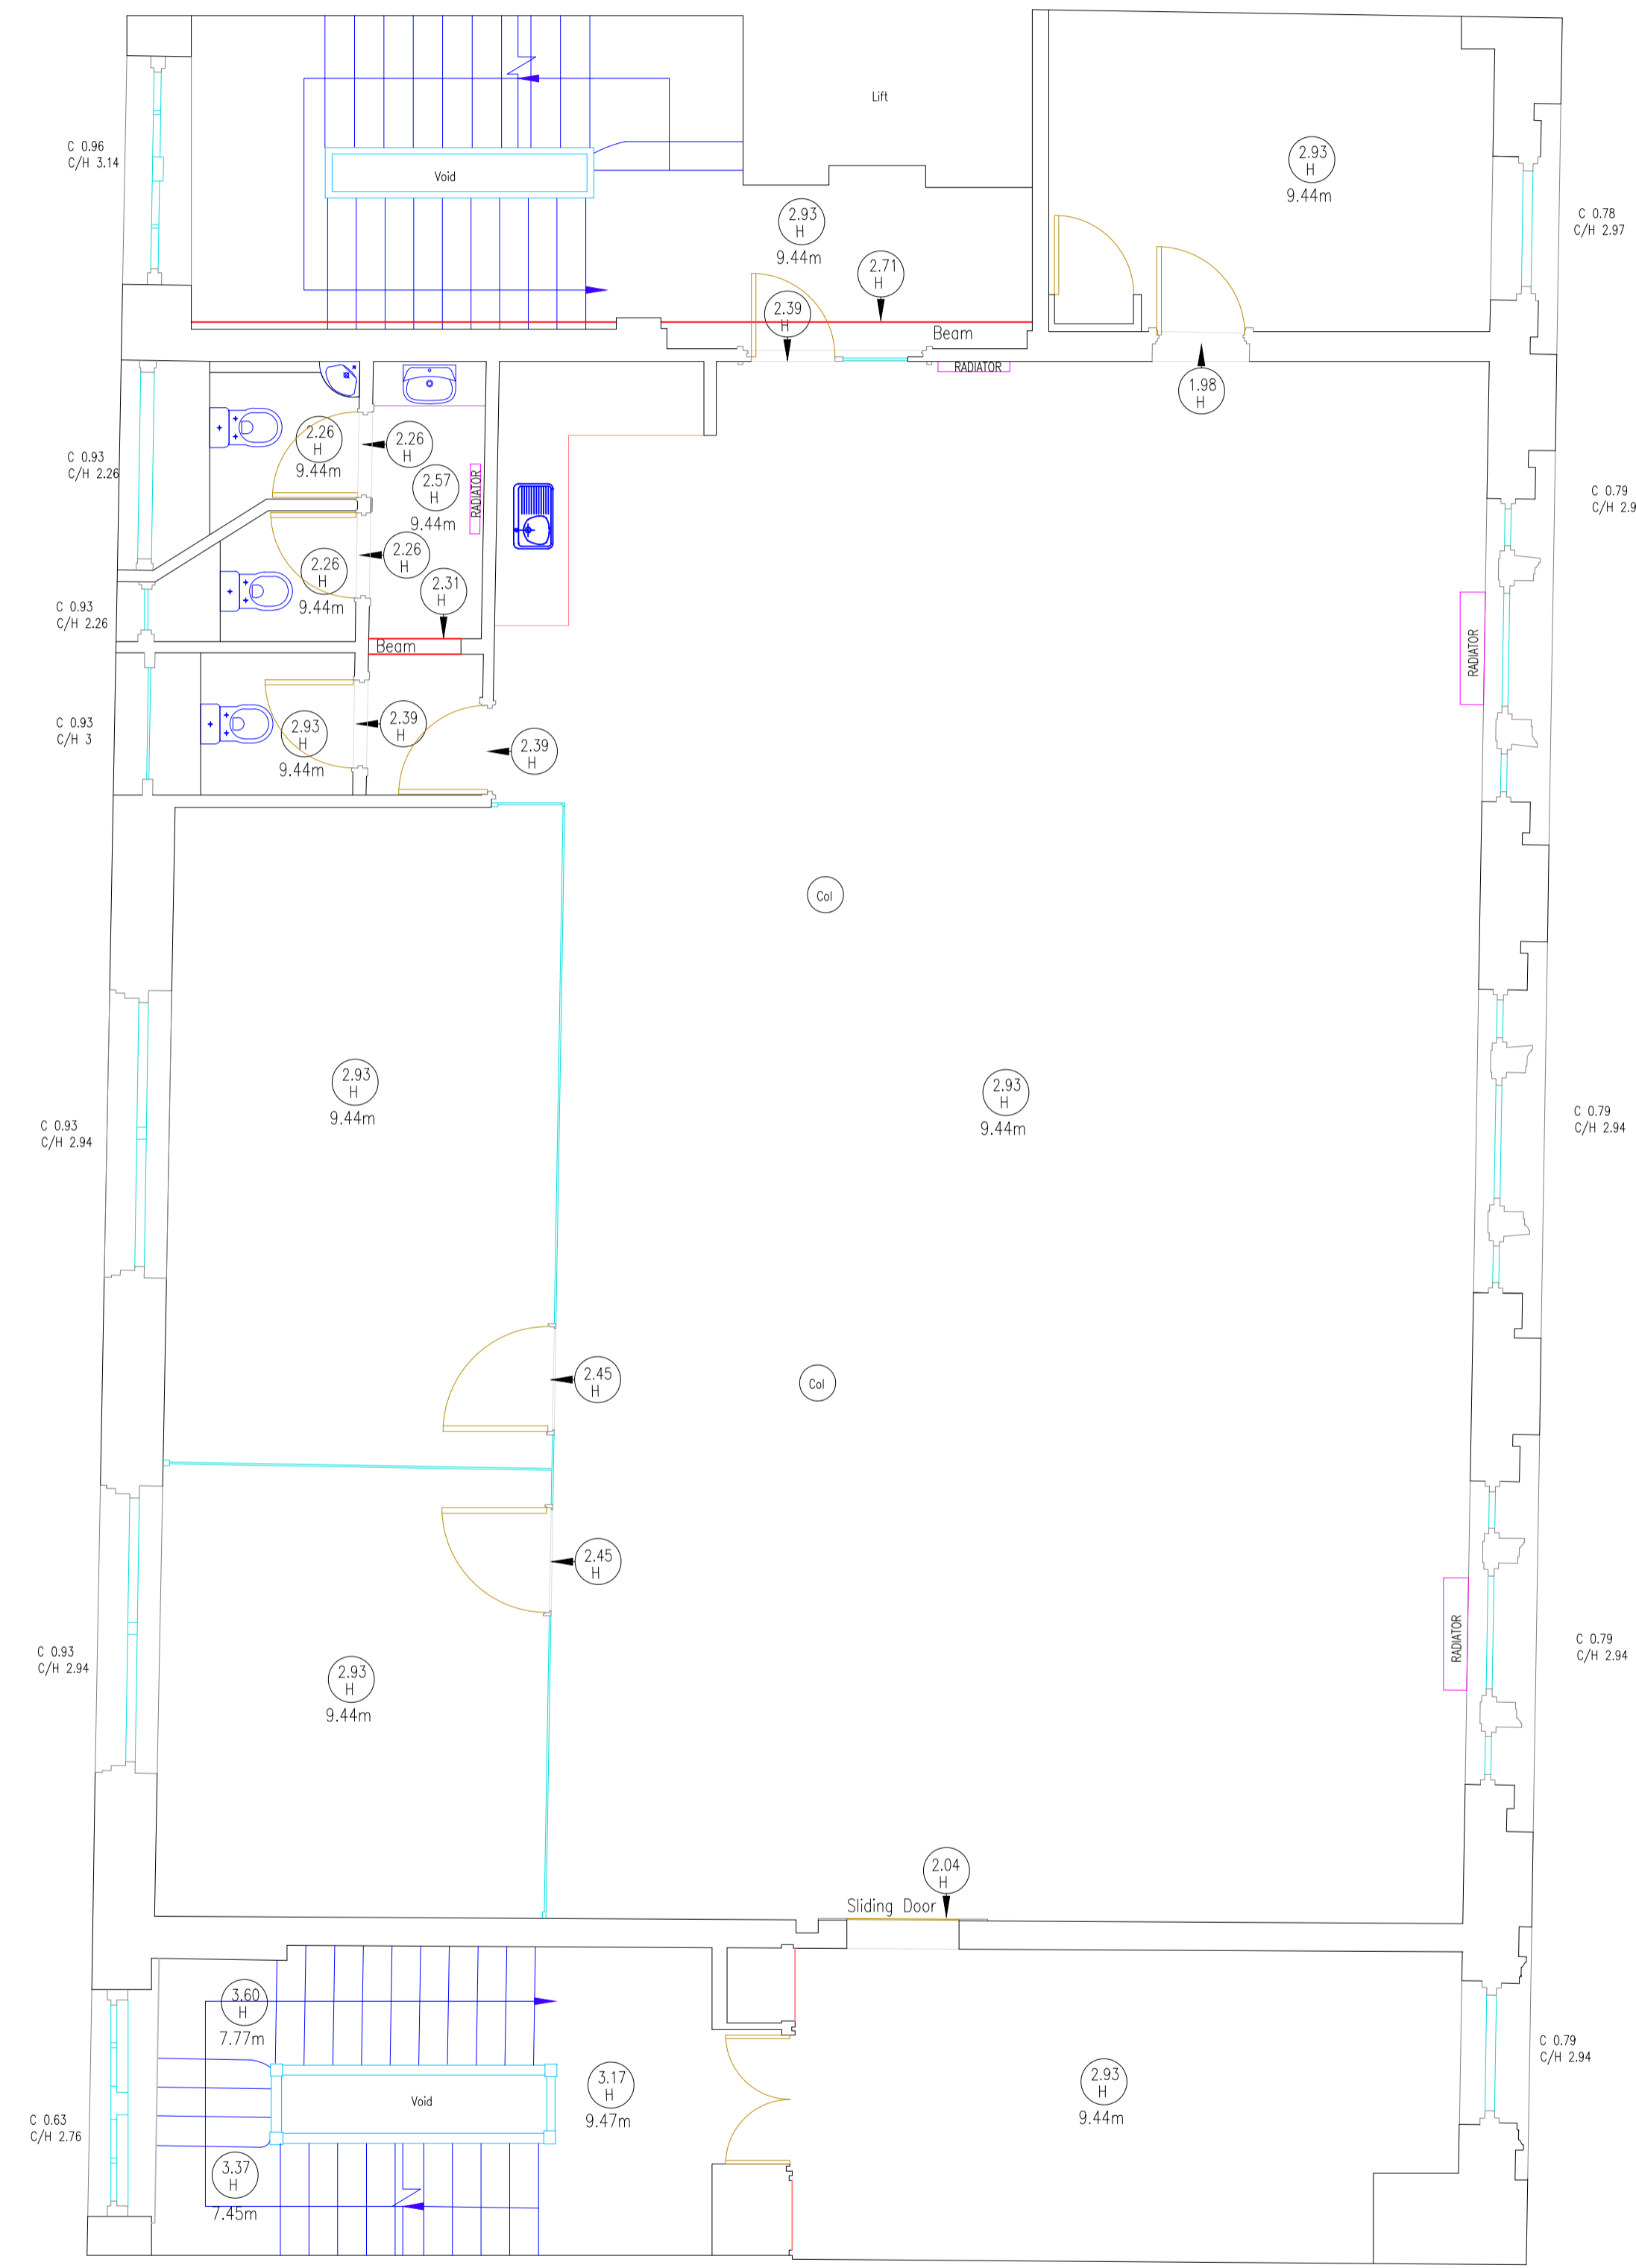 Lift
C 0.96
C/H 3.14
Void
2.93
H
9.44m
C 0.78
C/H 2.97
2.93
H
9.44m
2.71
H
2.39
H
Beam
RADIATOR
1.98
H
C 0.93
C/H 2.26
2.26
H
9.44m
2.26
H
2.57
H
9.44m
RADIATOR
C 0.79
C/H 2.9
2.26
H
2.26
H
9.44m
2.31
H
C 0.93
C/H 2.26
Beam
RADIATOR
C 0.93
C/H 3
2.93
H
9.44m
2.39
H
2.39
H
Col
2.93
H
9.44m
2.93
H
9.44m
C 0.93
C/H 2.94
C 0.79
C/H 2.94
2.45
H
Col
2.45
H
C 0.93
C/H 2.94
2.93
H
9.44m
RADIATOR
C 0.79
C/H 2.94
2.04
H
Sliding Door
3.60
H
7.77m
C 0.79
C/H 2.94
Void
3.17
H
9.47m
2.93
H
9.44m
C 0.63
C/H 2.76
3.37
H
7.45m